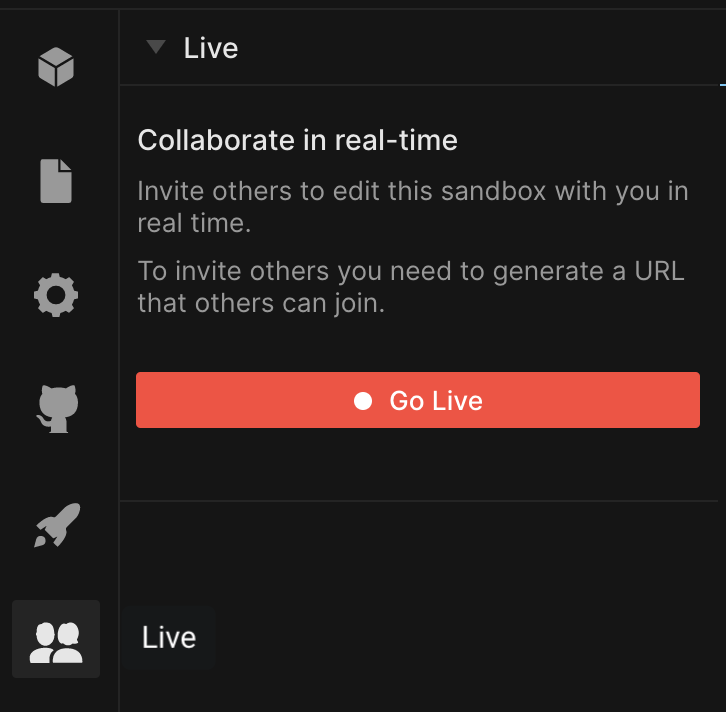 Live
Collaborate in real-time
Invite others to edit this sandbox with you in
real time.
To invite others you need to generate a URL
that others can join.
Go Live
Live